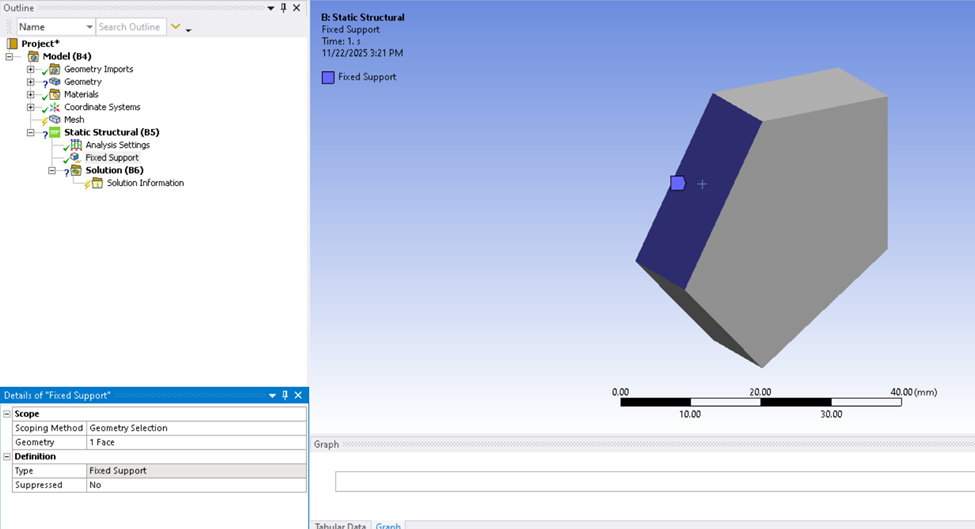 Outline
Name
Search Outline
Project*
Model (B4)
Geometry Imports
Geometry
Materials
Coordinate Systems
Mesh
Static Structural (B5)
Analysis Settings
Fixed Support
Solution (B6)
Solution Information
Details of "Fixed Support"
Scope
Scoping Method Geometry Selection
Geometry 1 Face
Definition
Type Fixed Support
Suppressed No
B: Static Structural
Fixed Support
Time: 1. s
11/22/2025 3:21 PM
Fixed Support
0.00 20.00 40.00 (mm)
10.00 30.00
Graph
Tabular Data Graph